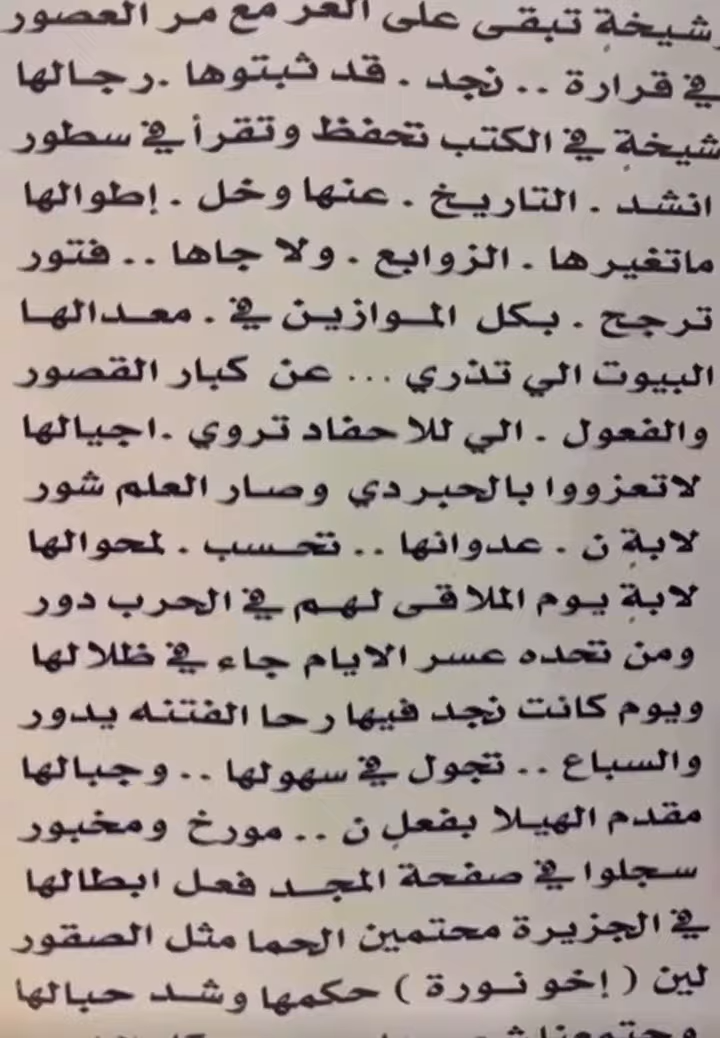 شيخةٍ تبقى على العز مع مر العصور
في قرارة .. نجد . قد ثبتوها .رجالها
شيخةٍ في الكتب تحفظ وتقرأ في سطور
انشد . التاريخ . عنها وخل . إطوالها
ماتغيرها . الزوابع . ولا جاها .. فتور
ترجح . بكل الموازين في . معدالها
البيوت الي تذري ... عن كبار القصور
والفعول . الي للاحفاد تروي .اجيالها
لاتعزووا بالحبردي وصار العلم شور
لابةٍ ن . عدوانها .. تحسب . لمحوالها
لابةٍ يوم الملاقى لهم في الحرب دور
ومن تحده عسر الايام جاء في ظلالها
ويوم كانت نجد فيها رحا الفتنه يدور
والسباع .. تجول في سهولها .. وجبالها
مقدم الهيلا بفعلٍ ن .. مورخ ومخبور
سجلوا في صفحة المجد فعل ابطالها
في الجزيرة محتمين الحما مثل الصقور
لين ( إخو نورة ) حكمها وشد حبالها